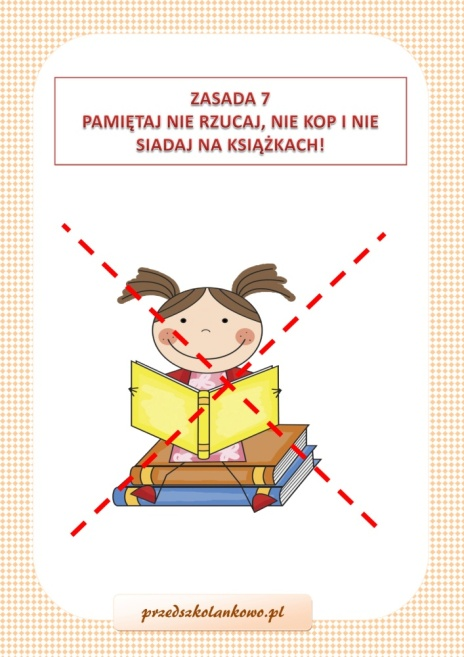 ZASADA 7
PAMIĘTAJ NIE RZUCAJ, NIE KOP I NIE
SIADAJ NA KSIĄŻKACH!
przedszkolankowo.pl